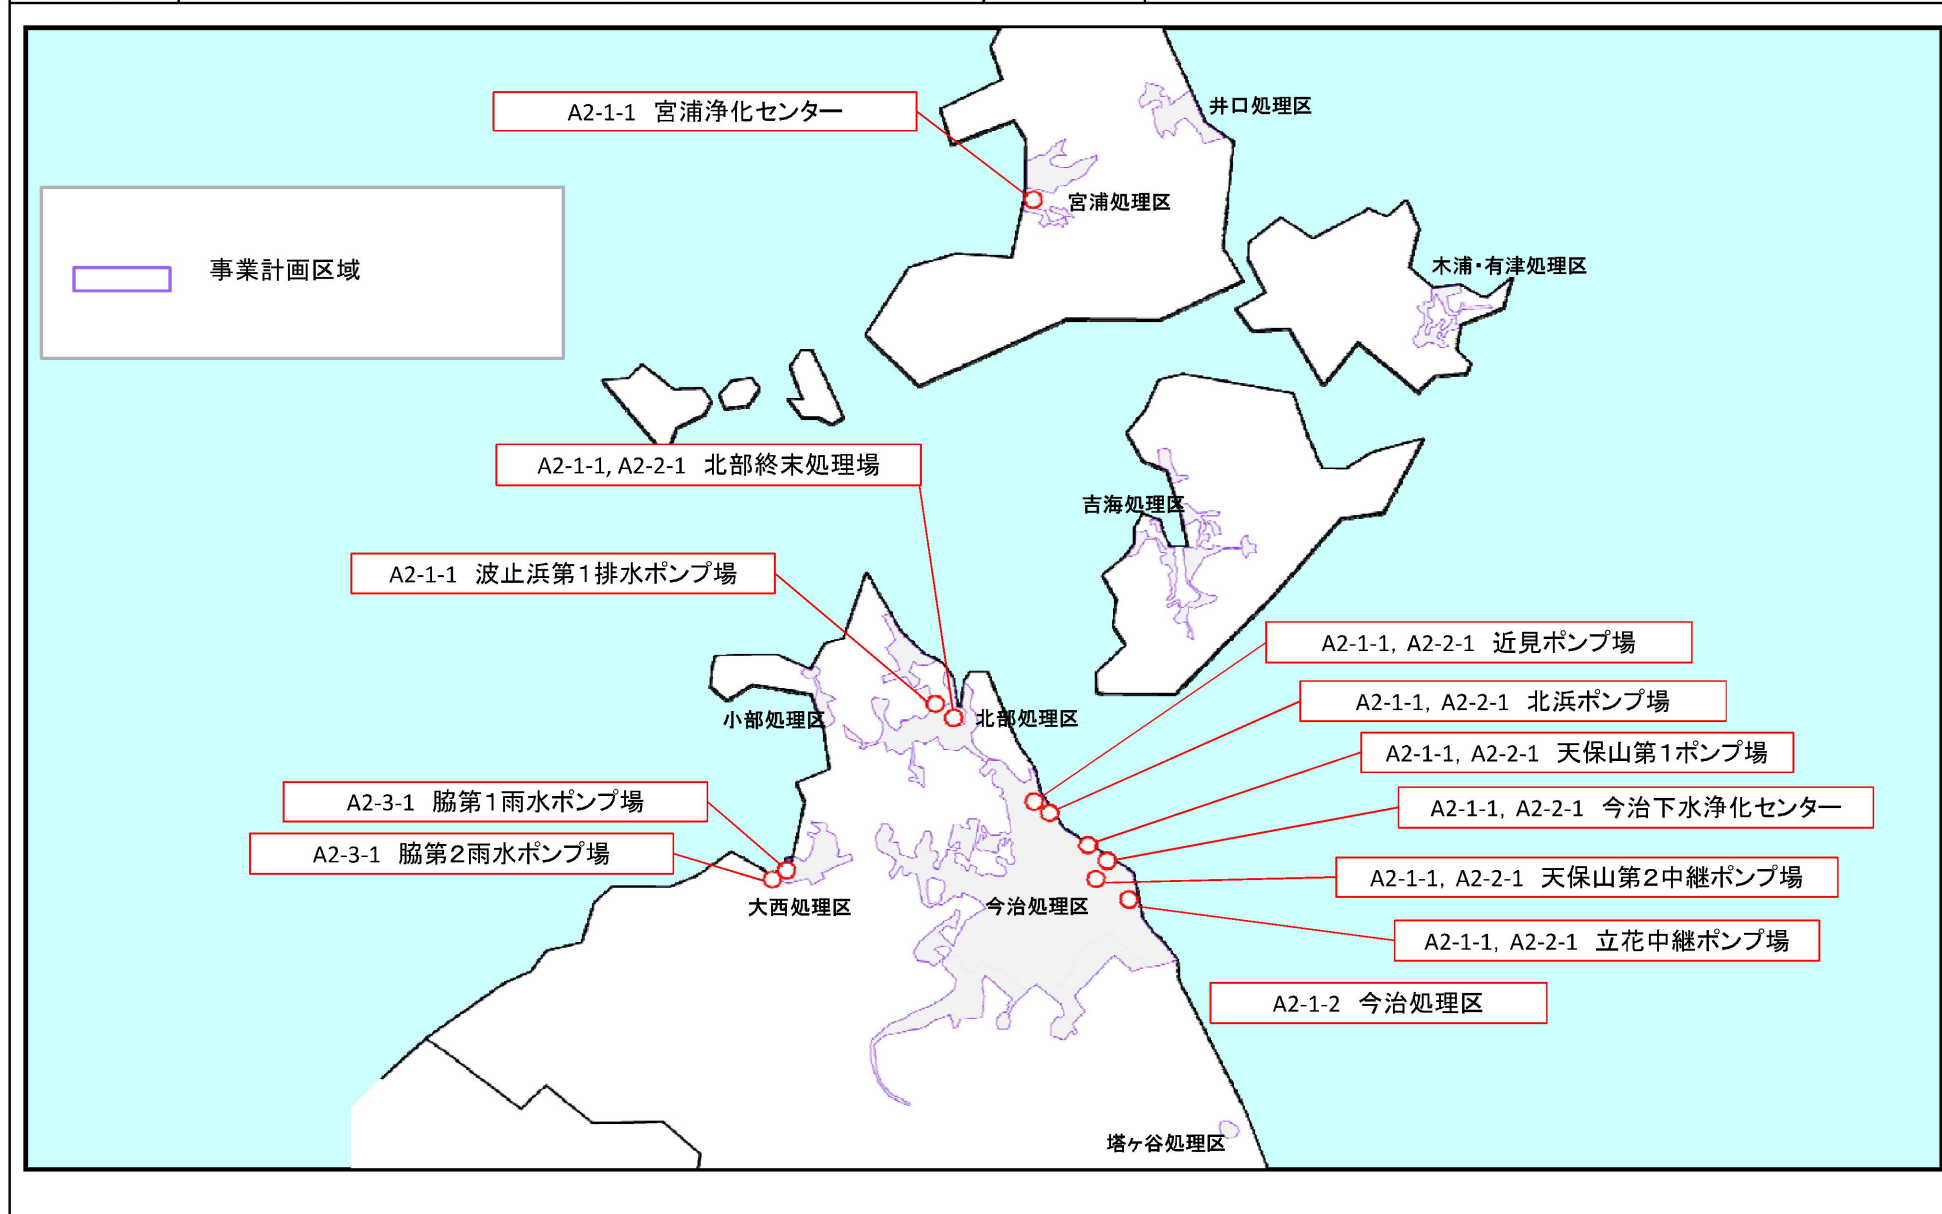 A2-1-1 宮浦浄化センター
井口処理区
宮浦処理区
事業計画区域
木浦・有津処理区
A2-1-1, A2-2-1 北部終末処理場
吉海処理区
A2-1-1 波止浜第1排水ポンプ場
A2-1-1, A2-2-1 近見ポンプ場
A2-1-1, A2-2-1 北浜ポンプ場
小部処理区
北部処理区
A2-1-1, A2-2-1 天保山第1ポンプ場
A2-3-1 脇第1雨水ポンプ場
A2-1-1, A2-2-1 今治下水浄化センター
A2-3-1 脇第2雨水ポンプ場
A2-1-1, A2-2-1 天保山第2中継ポンプ場
大西処理区
今治処理区
A2-1-1, A2-2-1 立花中継ポンプ場
A2-1-2 今治処理区
塔ヶ谷処理区